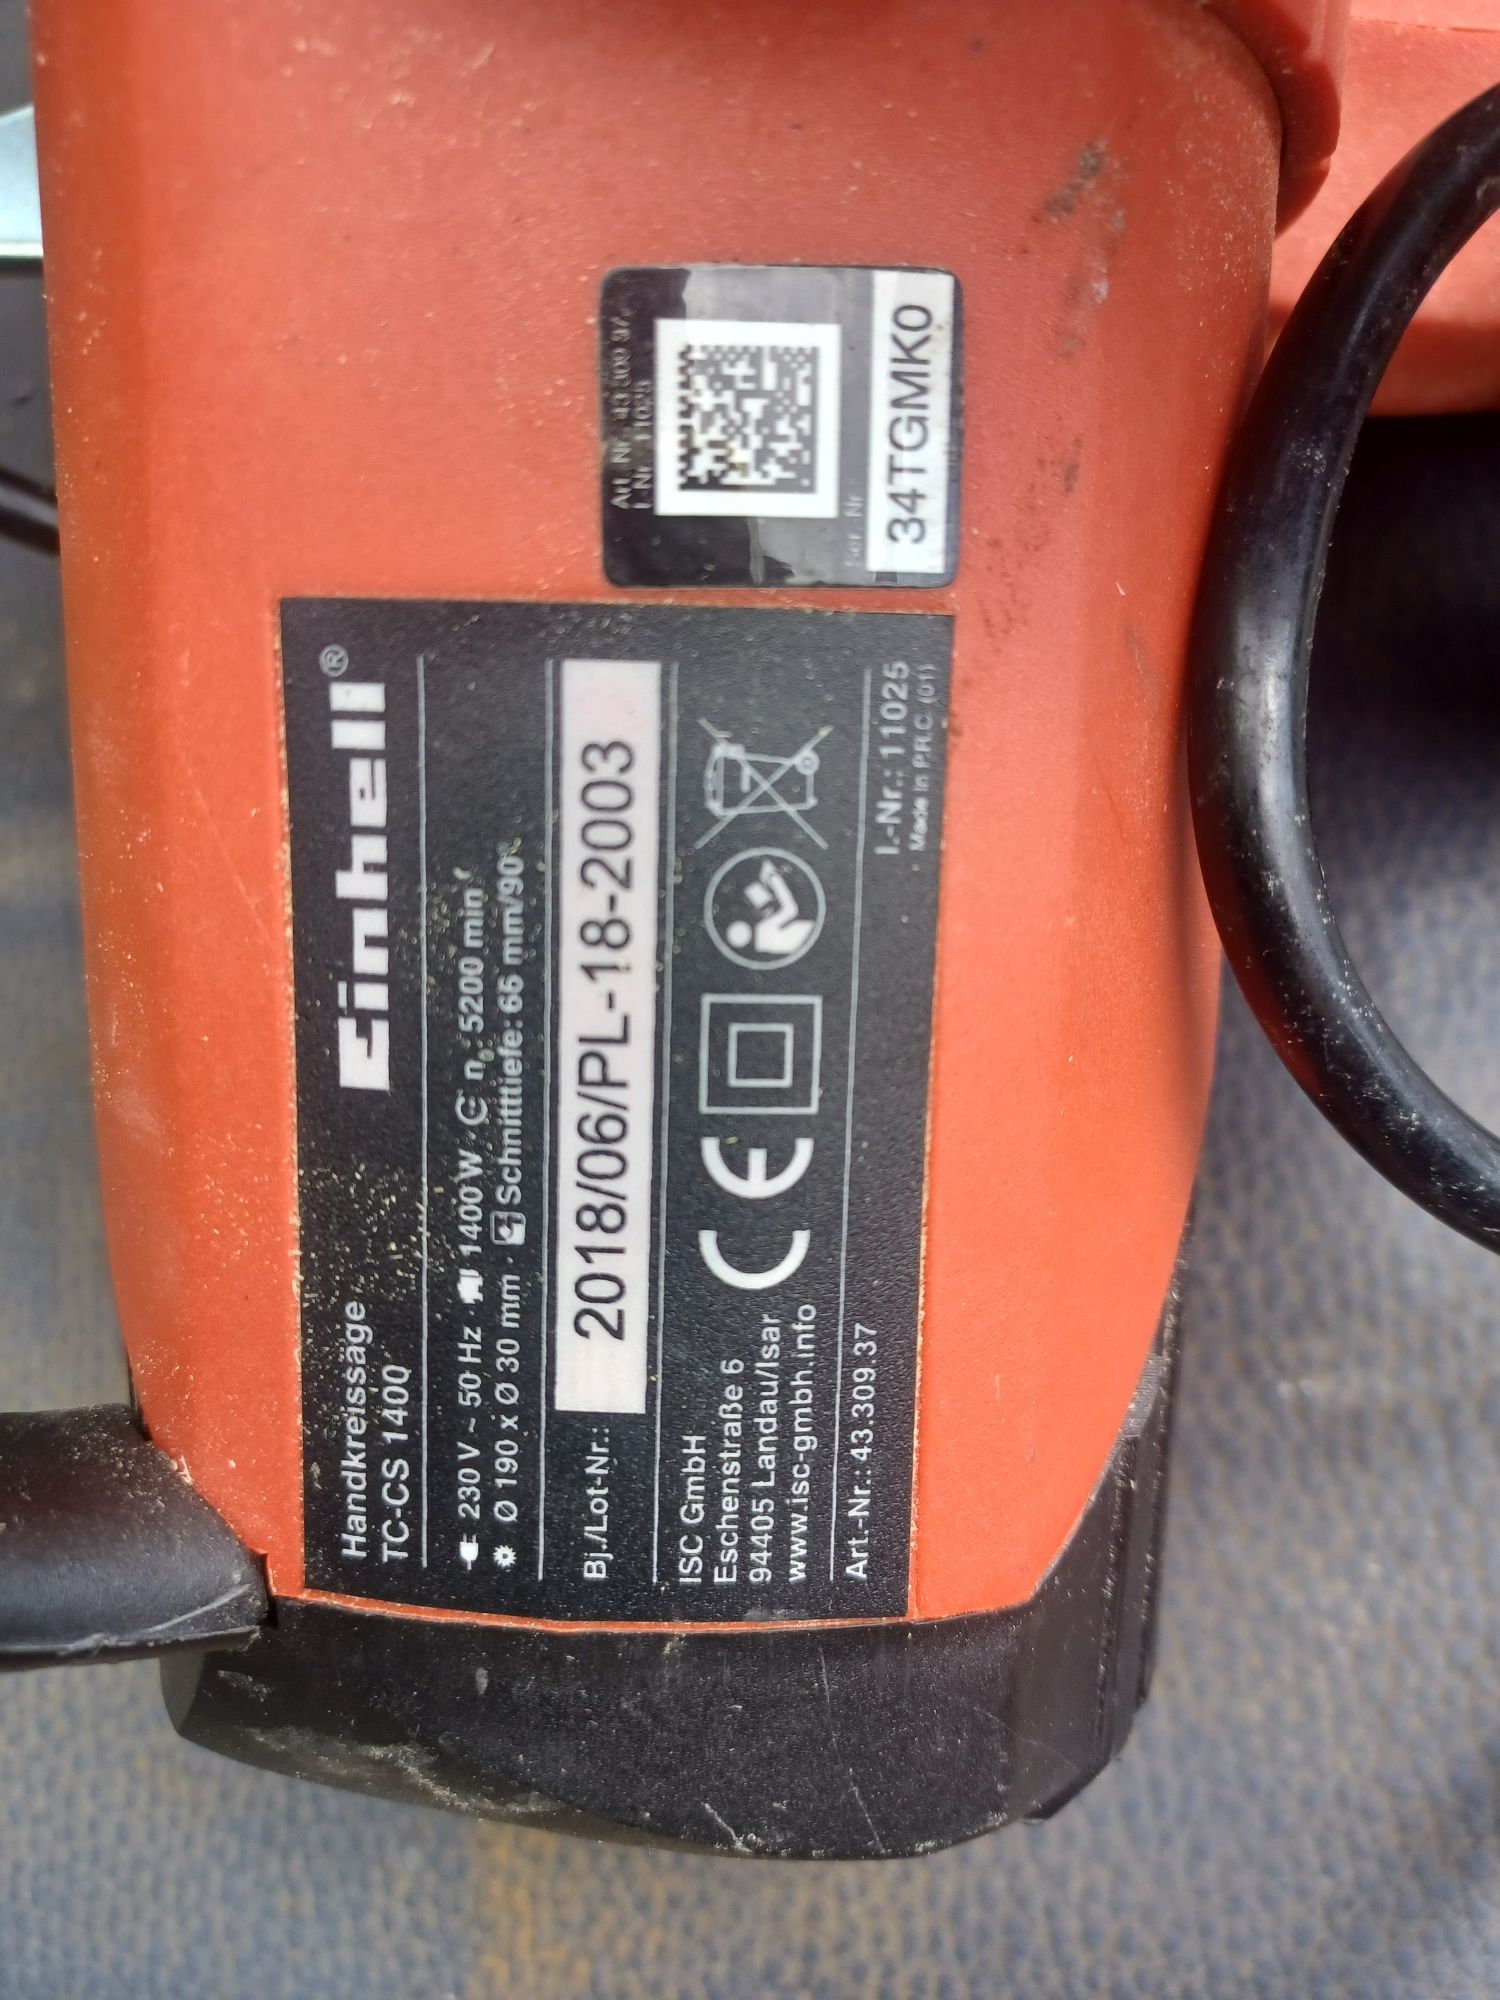 Einhell®
Handkreissäge
TC-CS 1400
230 V ~ 50 Hz · 1400 W · n₀: 5200 min⁻¹
Ø 190 x Ø 30 mm · Schnitttiefe: 66 mm/90°
Bj./Lot-Nr.: 2018/06/PL-18-2003
ISC GmbH
Eschenstraße 6
94405 Landau/Isar
www.isc-gmbh.info
CE
Art.-Nr.: 43.309.37 I.-Nr.: 11025
Made in P.R.C. (01)
Art. Nr.: 43.309.37
I. Nr.: 11025
Ser. Nr.
34TGMK0